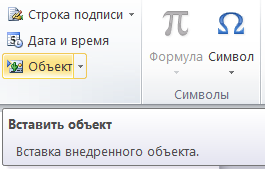 Строка подписи
Дата и время
Объект
Формула
Символ
Символы
Вставить объект
Вставка внедренного объекта.